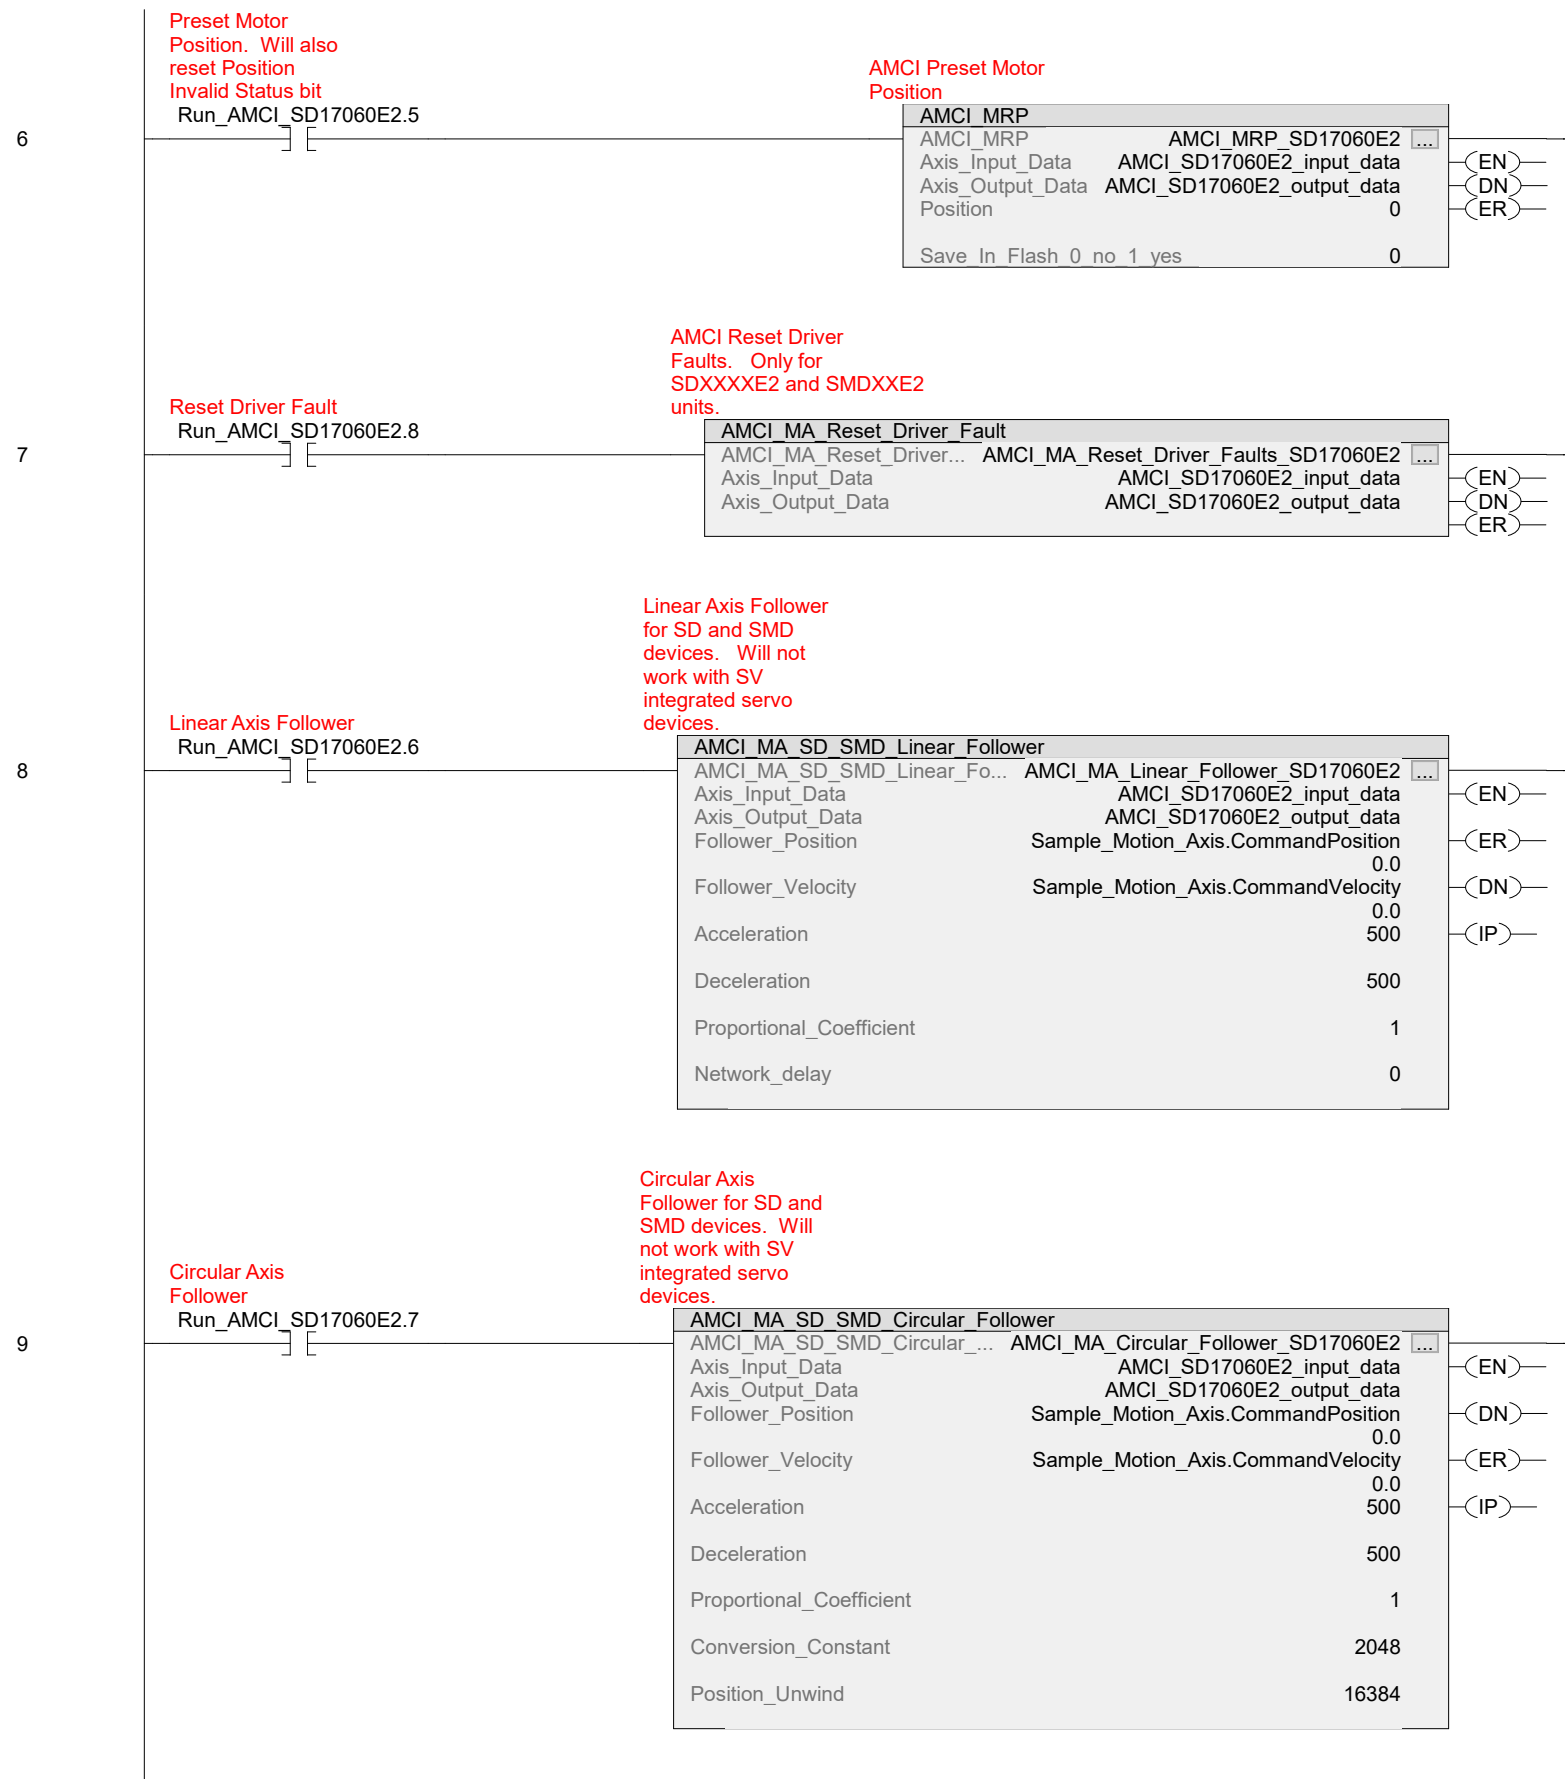 Preset Motor
Position.  Will also
reset Position
Invalid Status bit
Run_AMCI_SD17060E2.5
6
AMCI Preset Motor
Position
AMCI_MRP
AMCI_MRP AMCI_MRP_SD17060E2 ...
Axis_Input_Data AMCI_SD17060E2_input_data EN
Axis_Output_Data AMCI_SD17060E2_output_data DN
Position 0 ER
Save_In_Flash_0_no_1_yes 0
AMCI Reset Driver
Faults.   Only for
SDXXXXE2 and SMDXXE2
units.
Reset Driver Fault
Run_AMCI_SD17060E2.8
7
AMCI_MA_Reset_Driver_Fault
AMCI_MA_Reset_Driver... AMCI_MA_Reset_Driver_Faults_SD17060E2 ...
Axis_Input_Data AMCI_SD17060E2_input_data EN
Axis_Output_Data AMCI_SD17060E2_output_data DN
ER
Linear Axis Follower
for SD and SMD
devices.   Will not
work with SV
integrated servo
devices.
Linear Axis Follower
Run_AMCI_SD17060E2.6
8
AMCI_MA_SD_SMD_Linear_Follower
AMCI_MA_SD_SMD_Linear_Fo... AMCI_MA_Linear_Follower_SD17060E2 ...
Axis_Input_Data AMCI_SD17060E2_input_data EN
Axis_Output_Data AMCI_SD17060E2_output_data
Follower_Position Sample_Motion_Axis.CommandPosition ER
0.0
Follower_Velocity Sample_Motion_Axis.CommandVelocity DN
0.0
Acceleration 500 IP
Deceleration 500
Proportional_Coefficient 1
Network_delay 0
Circular Axis
Follower for SD and
SMD devices.  Will
not work with SV
integrated servo
devices.
Circular Axis
Follower
Run_AMCI_SD17060E2.7
9
AMCI_MA_SD_SMD_Circular_Follower
AMCI_MA_SD_SMD_Circular_... AMCI_MA_Circular_Follower_SD17060E2 ...
Axis_Input_Data AMCI_SD17060E2_input_data EN
Axis_Output_Data AMCI_SD17060E2_output_data
Follower_Position Sample_Motion_Axis.CommandPosition DN
0.0
Follower_Velocity Sample_Motion_Axis.CommandVelocity ER
0.0
Acceleration 500 IP
Deceleration 500
Proportional_Coefficient 1
Conversion_Constant 2048
Position_Unwind 16384